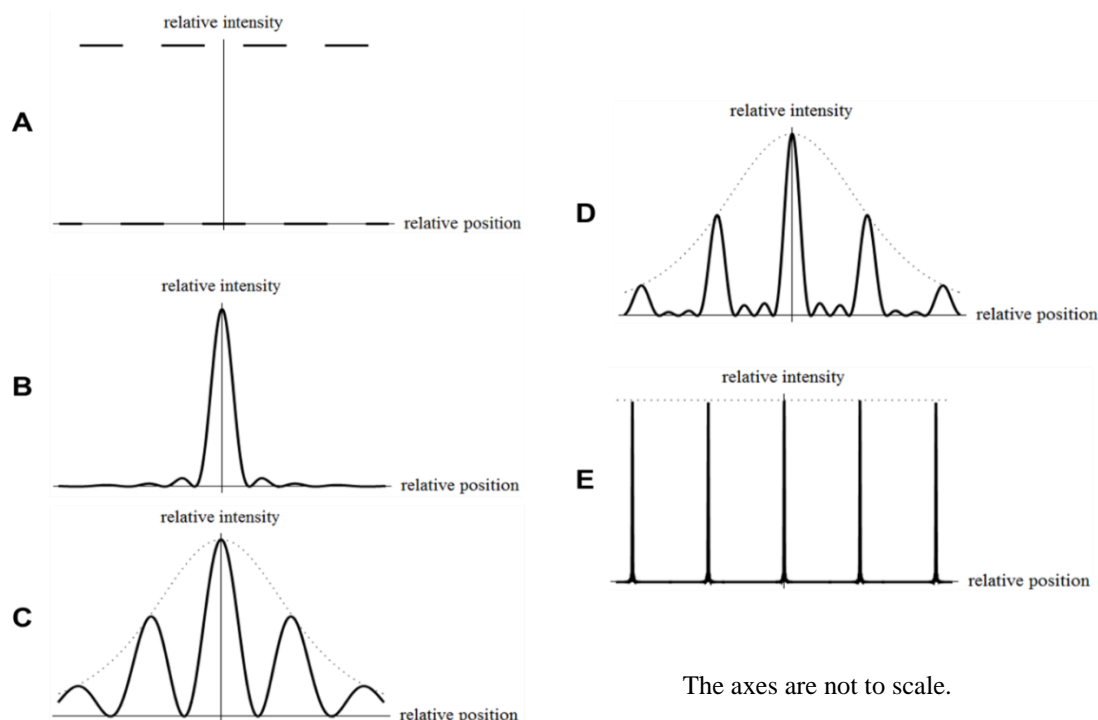 relative intensity
A
relative position
relative intensity
B
relative position
relative intensity
C
relative position
relative intensity
D
relative position
relative intensity
E
relative position
The axes are not to scale.